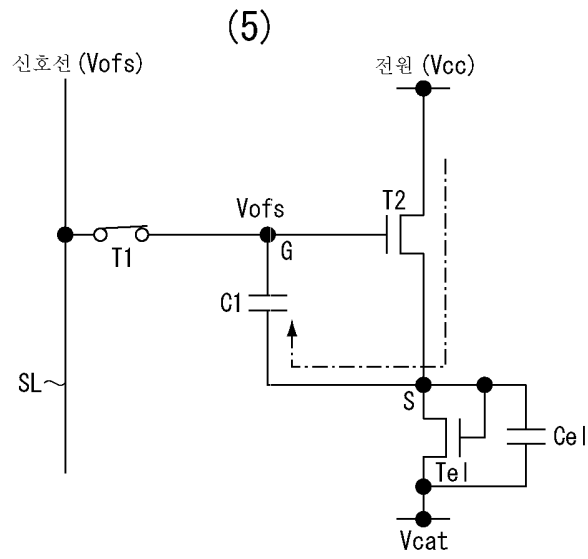 (5)
신호선 (Vofs)
전원 (Vcc)
T2
Vofs
G
T1
C1
SL
S
Cel
Tel
Vcat